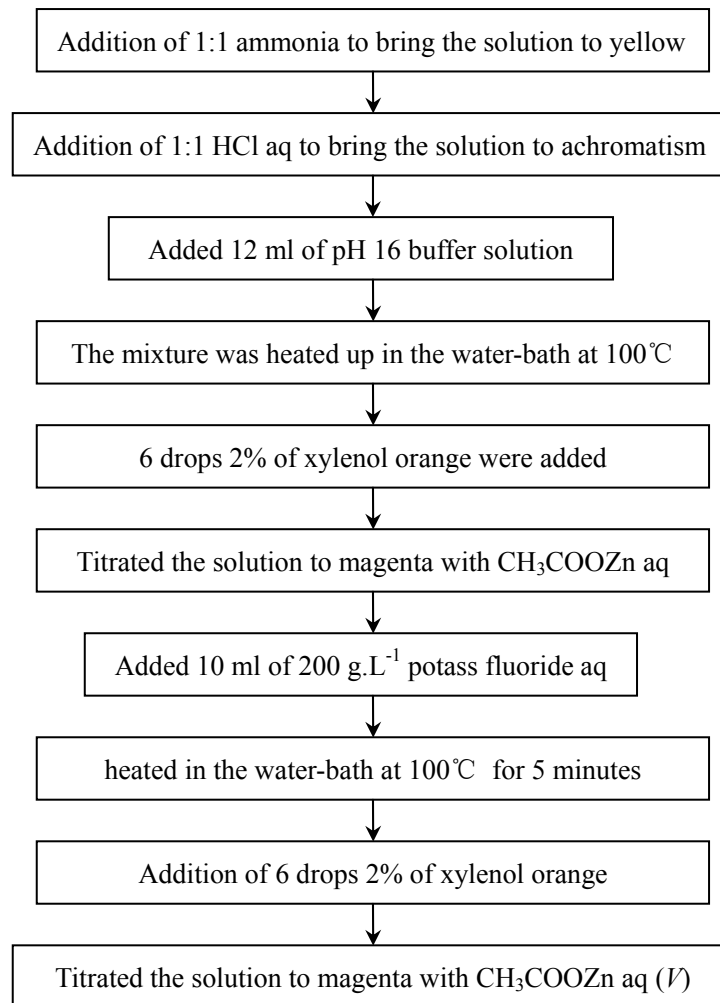 Addition of 1:1 ammonia to bring the solution to yellow
Addition of 1:1 HCl aq to bring the solution to achromatism
Added 12 ml of pH 16 buffer solution
The mixture was heated up in the water-bath at 100℃
6 drops 2% of xylenol orange were added
Titrated the solution to magenta with CH₃COOZn aq
Added 10 ml of 200 g.L⁻¹ potass fluoride aq
heated in the water-bath at 100℃ for 5 minutes
Addition of 6 drops 2% of xylenol orange
Titrated the solution to magenta with CH₃COOZn aq (V)